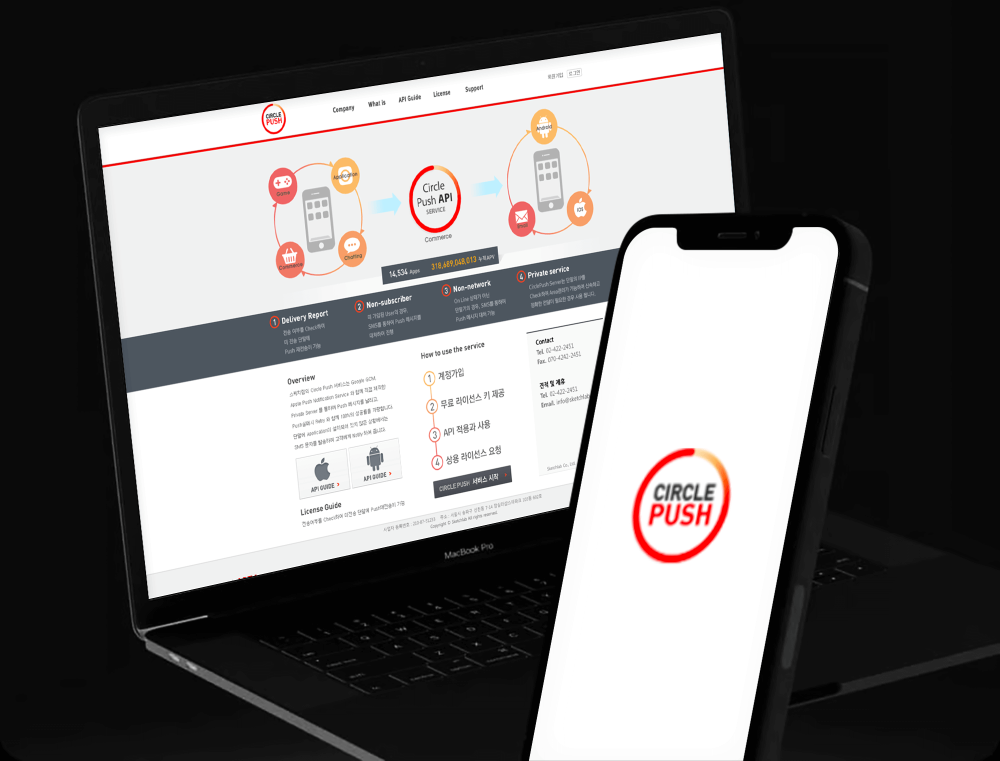 CIRCLE
PUSH
Company
What is
API Guide
License
Support
회원가입
로그인
Game
Application
Commerce
Chatting
Circle
Push API
SERVICE
Commerce
Android
Email
IOS
14,534 Apps 318,689,048,013 누적APV
1 Delivery Report
전송 여부를 Check하여
미 전송 단말에
Push 재전송이 가능
2 Non-subscriber
미 가입된 User의 경우,
SMS를 통하여 Push 메시지를
대처하여 진행
3 Non-network
On Line 상태가 아닌
단말기의 경우, SMS를 통하여
Push 메시지 대처 가능
4 Private service
CirclePush Server는 단말의 IP를
Check하여 Area관리가 가능하며 신속하고
정확한 전달이 필요한 경우 사용 됩니다.
Overview
스케치랩의 Circle Push 서비스는 Google GCM,
Apple Push Notification Service 와 함께 직접 제작한
Private Server 를 통하여 Push 메시지를 날리고,
Push실패시 Retry 와 함께 100%의 성공률을 자랑합니다.
단말에 Application이 설치되어 있지 않은 상황에서는
SMS 문자를 발송하여 고객에게 Notify 하여 줍니다.
API GUIDE >
API GUIDE >
License Guide
전송여부를 Check하여 미전송 단말에 Push재전송이 가능
How to use the service
1 계정가입
2 무료 라이선스 키 제공
3 API 적용과 사용
4 상용 라이선스 요청
CIRCLE PUSH 서비스 시작 >
Contact
Tel. 02-422-2451
Fax. 070-4242-2451
견적 및 제휴
Tel. 02-422-2451
Email. info@sketchlab
Sketchlab Co., Ltd.
사업자 등록번호 : 210-87-51233 주소 : 서울시 송파구 신천동 7-14 잠실더샵스타파크 103동 602호
Copyright © Sketchlab All rights reserved.
MacBook Pro
CIRCLE
PUSH